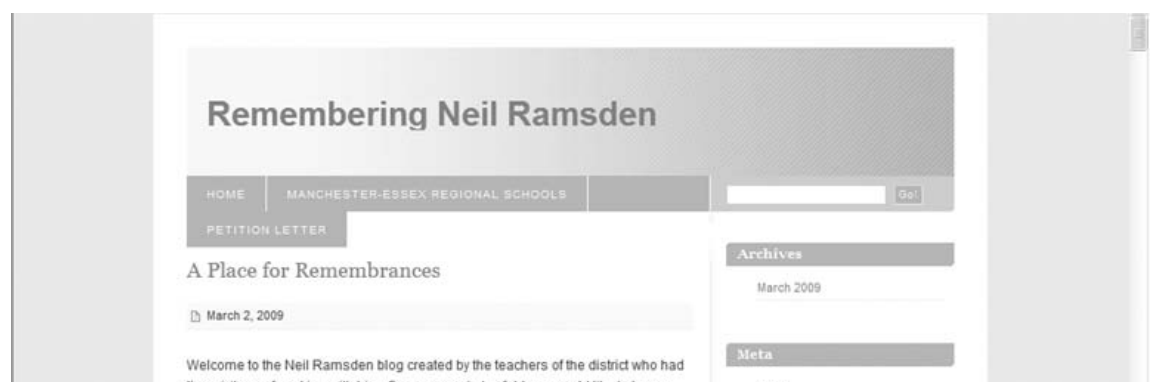 Remembering Neil Ramsden
HOME MANCHESTER-ESSEX REGIONAL SCHOOLS
Go!
PETITION LETTER
A Place for Remembrances
March 2, 2009
Welcome to the Neil Ramsden blog created by the teachers of the district who had
Archives
March 2009
Meta